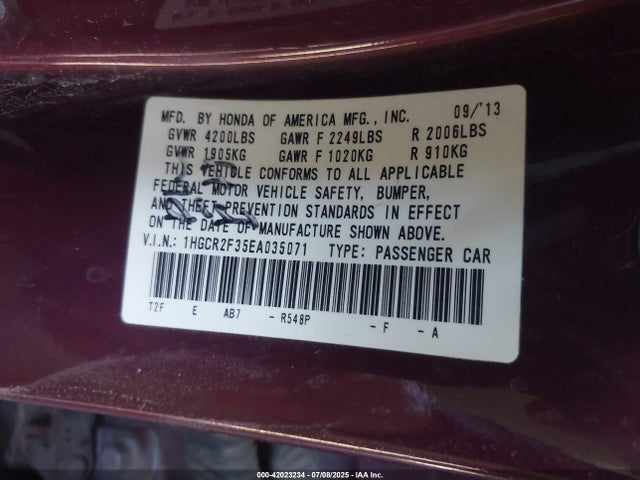 MFD. BY HONDA OF AMERICA MFG., INC. 09/'13
GVWR 4200LBS GAWR F 2249LBS R 2006LBS
GVWR 1905KG GAWR F 1020KG R 910KG
THIS VEHICLE CONFORMS TO ALL APPLICABLE
FEDERAL MOTOR VEHICLE SAFETY, BUMPER,
AND THEFT PREVENTION STANDARDS IN EFFECT
ON THE DATE OF MANUFACTURE SHOWN ABOVE.
V.I.N.: 1HGCR2F35EA035071 TYPE: PASSENGER CAR
T2F E AB7 - R548P - F - A
000-42023234 | 07/08/2025 | IAA Inc.